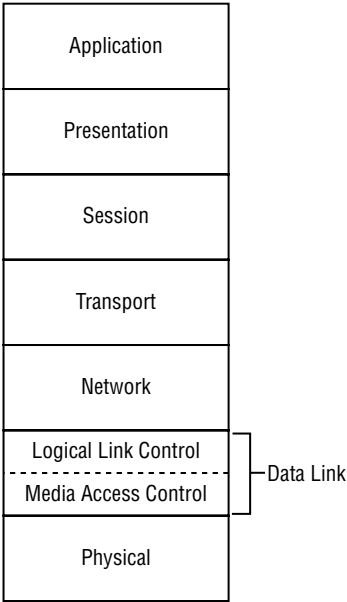 Application
Presentation
Session
Transport
Network
Logical Link Control
Media Access Control
Data Link
Physical